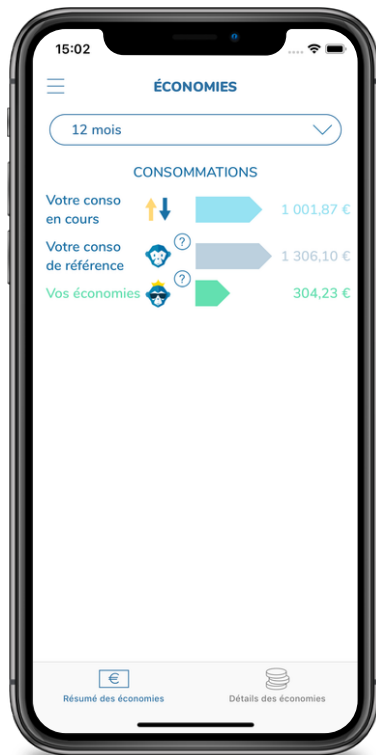 15:02
ÉCONOMIES
12 mois
CONSOMMATIONS
Votre conso
en cours
1 001,87 €
Votre conso
de référence
?
1 306,10 €
Vos économies
?
304,23 €
€
Résumé des économies
Détails des économies